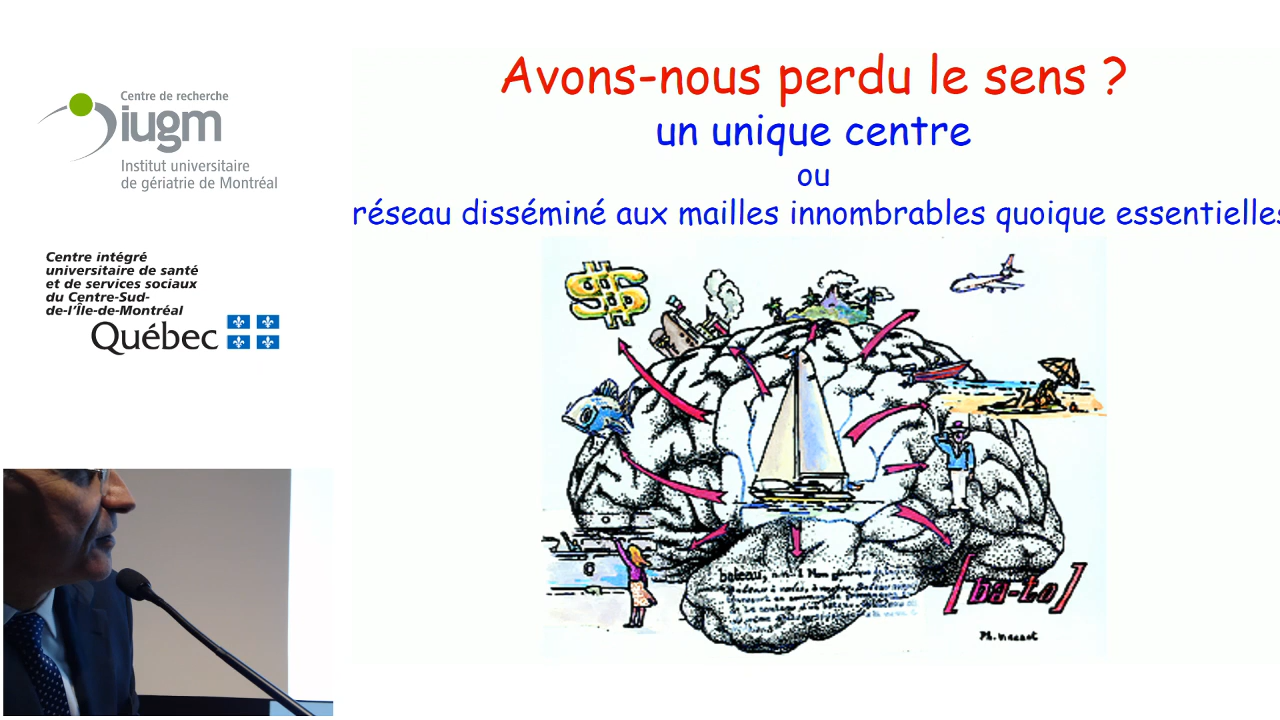 Centre de recherche
iugm
Institut universitaire
de gériatrie de Montréal
Centre intégré
universitaire de santé
et de services sociaux
du Centre-Sud-
de-l'Île-de-Montréal
Québec
Avons-nous perdu le sens ?
un unique centre
ou
réseau disséminé aux mailles innombrables quoique essentielles
$
bateau, n.m. 1
[ba-to]